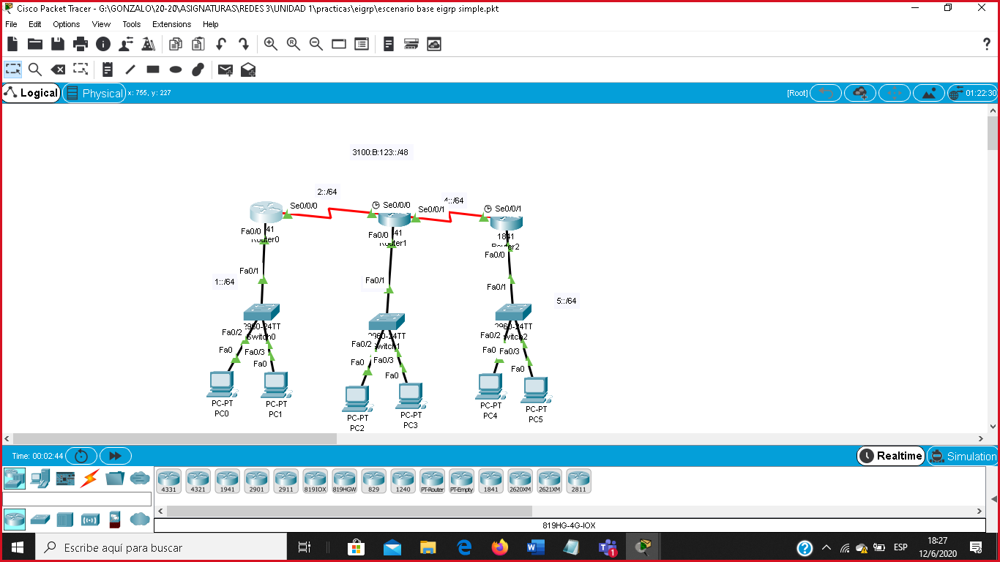 Cisco Packet Tracer - G:\GONZALO\20-20\ASIGNATURAS\REDES 3\UNIDAD 1\practicas\eigrp\escenario base eigrp simple.pkt
File Edit Options View Tools Extensions Help
Logical Physical x: 755, y: 227 [Root] 01:22:30
3100:B:123::/48
2::/64
4::/64
Se0/0/0 Se0/0/0 Se0/0/1 Se0/0/1
Fa0/0 41 Fa0/0 41 1841
Router0 Router1 Router2
Fa0/0
Fa0/1 Fa0/1 Fa0/1
1::/64
5::/64
2960-24TT 2960-24TT 2960-24TT
Switch0 Switch1 Switch2
Fa0/2 Fa0/2 Fa0/2
Fa0 Fa0/3 Fa0 Fa0/3 Fa0 Fa0/3
Fa0 Fa0 Fa0
PC-PT PC-PT PC-PT PC-PT PC-PT PC-PT
PC0 PC1 PC2 PC3 PC4 PC5
Time: 00:02:44 Realtime Simulation
4331 4321 1941 2901 2911 819IOX 819HGW 829 1240 PT-Router PT-Empty 1841 2620XM 2621XM 2811
819HG-4G-IOX
Escribe aquí para buscar
1
ESP
18:27
12/6/2020